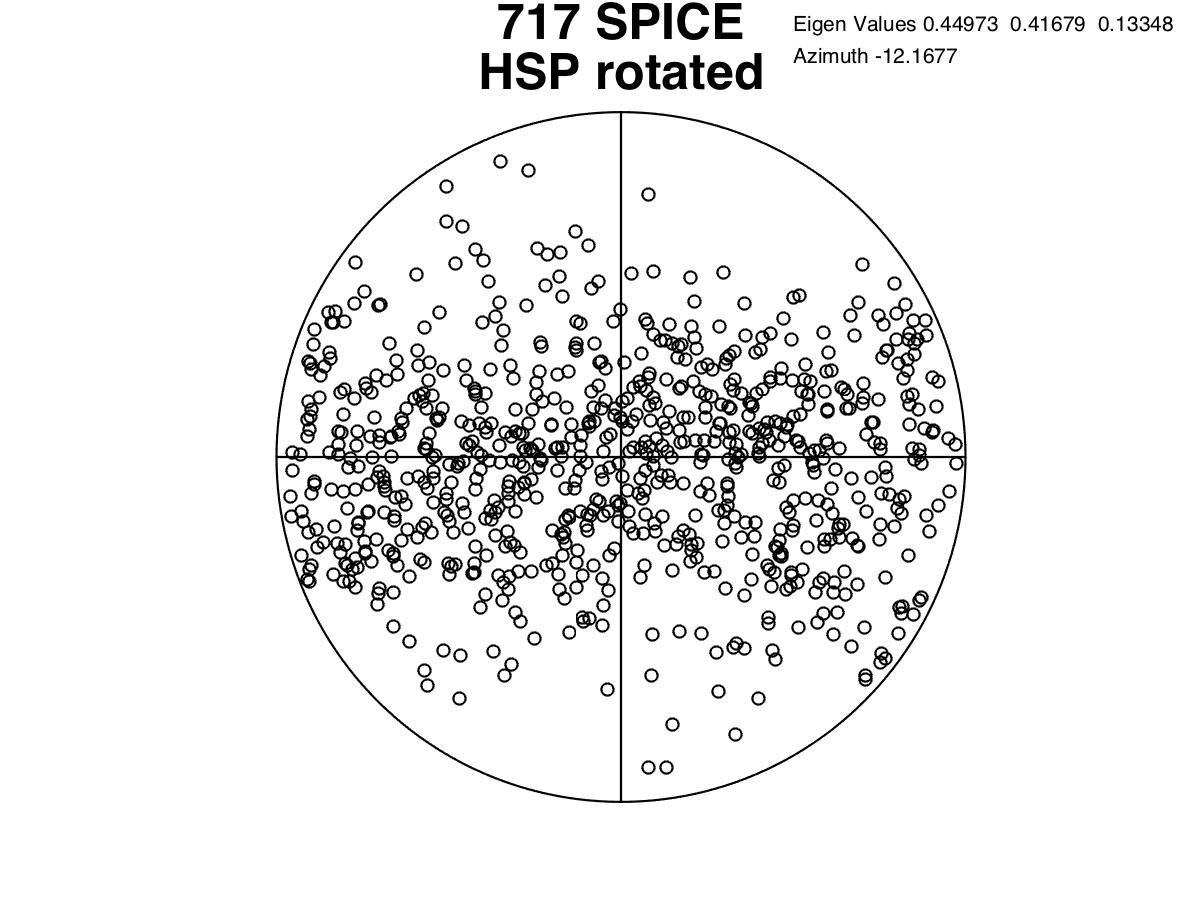 717 SPICE
HSP rotated
Eigen Values 0.44973 0.41679 0.13348
Azimuth -12.1677